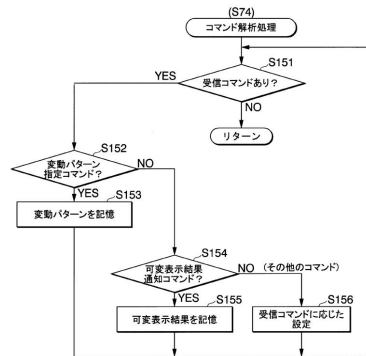 (S74)
コマンド解析処理
S151
YES
受信コマンドあり?
NO
リターン
S152
変動パターン
指定コマンド?
NO
YES
S153
変動パターンを記憶
S154
可変表示結果
通知コマンド?
NO
(その他のコマンド)
YES
S155
S156
可変表示結果を記憶
受信コマンドに応じた
設定